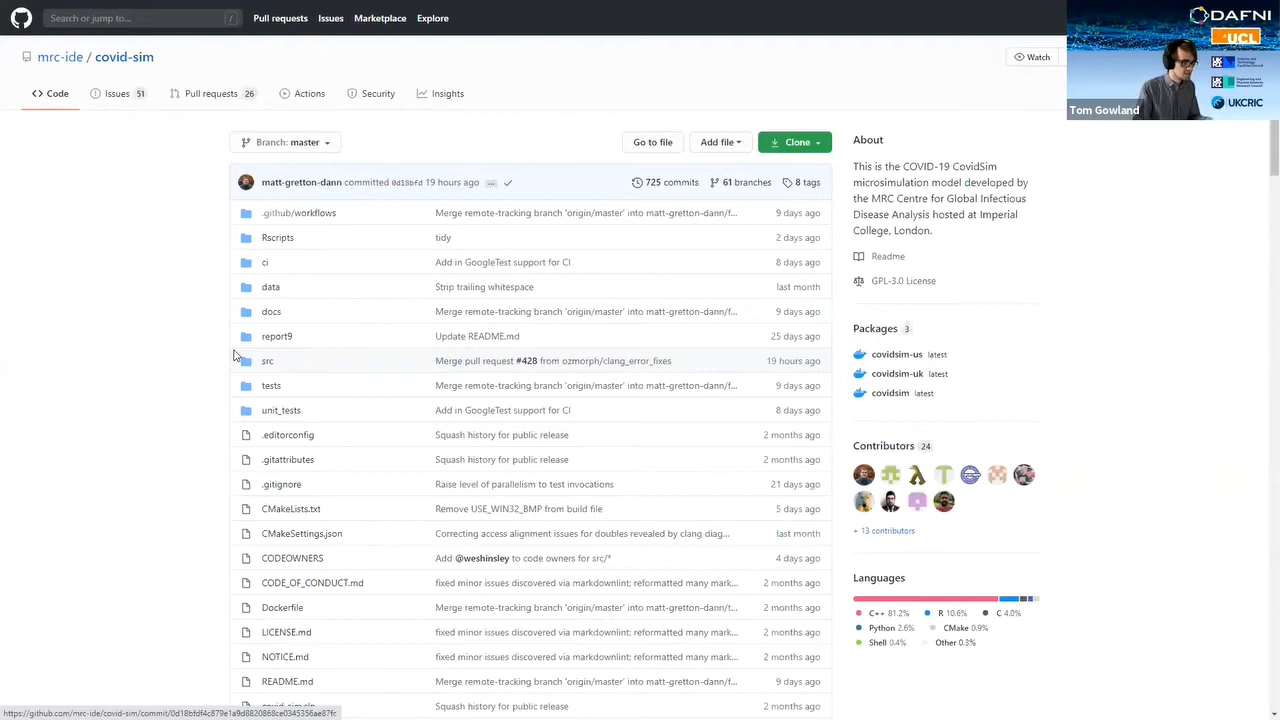 Search or jump to...
/
Pull requests Issues Marketplace Explore
DAFNI
UCL
UKCRIC
Tom Gowland
mrc-ide / covid-sim
Watch
Code
Issues 51
Pull requests 26
Actions
Security
Insights
Branch: master
Go to file
Add file
Clone
matt-gretton-dann committed 0d18bfd 19 hours ago ...
725 commits
61 branches
8 tags
.github/workflows Merge remote-tracking branch 'origin/master' into matt-gretton-dann/f... 9 days ago
Rscripts tidy 2 days ago
ci Add in GoogleTest support for CI 8 days ago
data Strip trailing whitespace last month
docs Merge remote-tracking branch 'origin/master' into matt-gretton-dann/f... 9 days ago
report9 Update README.md 25 days ago
src Merge pull request #428 from ozmorph/clang_error_fixes 19 hours ago
tests Merge remote-tracking branch 'origin/master' into matt-gretton-dann/f... 9 days ago
unit_tests Add in GoogleTest support for CI 8 days ago
.editorconfig Squash history for public release 2 months ago
.gitattributes Squash history for public release 2 months ago
.gitignore Raise level of parallelism to test invocations 21 days ago
CMakeLists.txt Remove USE_WIN32_BMP from build file 5 days ago
CMakeSettings.json Correcting access alignment issues for doubles revealed by clang diag... last month
CODEOWNERS Add @weshinsley to code owners for src/* 4 days ago
CODE_OF_CONDUCT.md fixed minor issues discovered via markdownlint; reformatted many mark... 2 months ago
Dockerfile Merge remote-tracking branch 'origin/master' into matt-gretton-dann/t... 9 days ago
LICENSE.md fixed minor issues discovered via markdownlint; reformatted many mark... 2 months ago
NOTICE.md fixed minor issues discovered via markdownlint; reformatted many mark... 2 months ago
README.md Merge remote-tracking branch 'origin/master' into matt-gretton-dann/f... 9 days ago
covid-sim.sln Squash history for public release 2 months ago
About
This is the COVID-19 CovidSim
microsimulation model developed by
the MRC Centre for Global Infectious
Disease Analysis hosted at Imperial
College, London.
Readme
GPL-3.0 License
Packages 3
covidsim-us latest
covidsim-uk latest
covidsim latest
Contributors 24
+ 13 contributors
Languages
C++ 81.2% R 10.6% C 4.0%
Python 2.6% CMake 0.9%
Shell 0.4% Other 0.3%